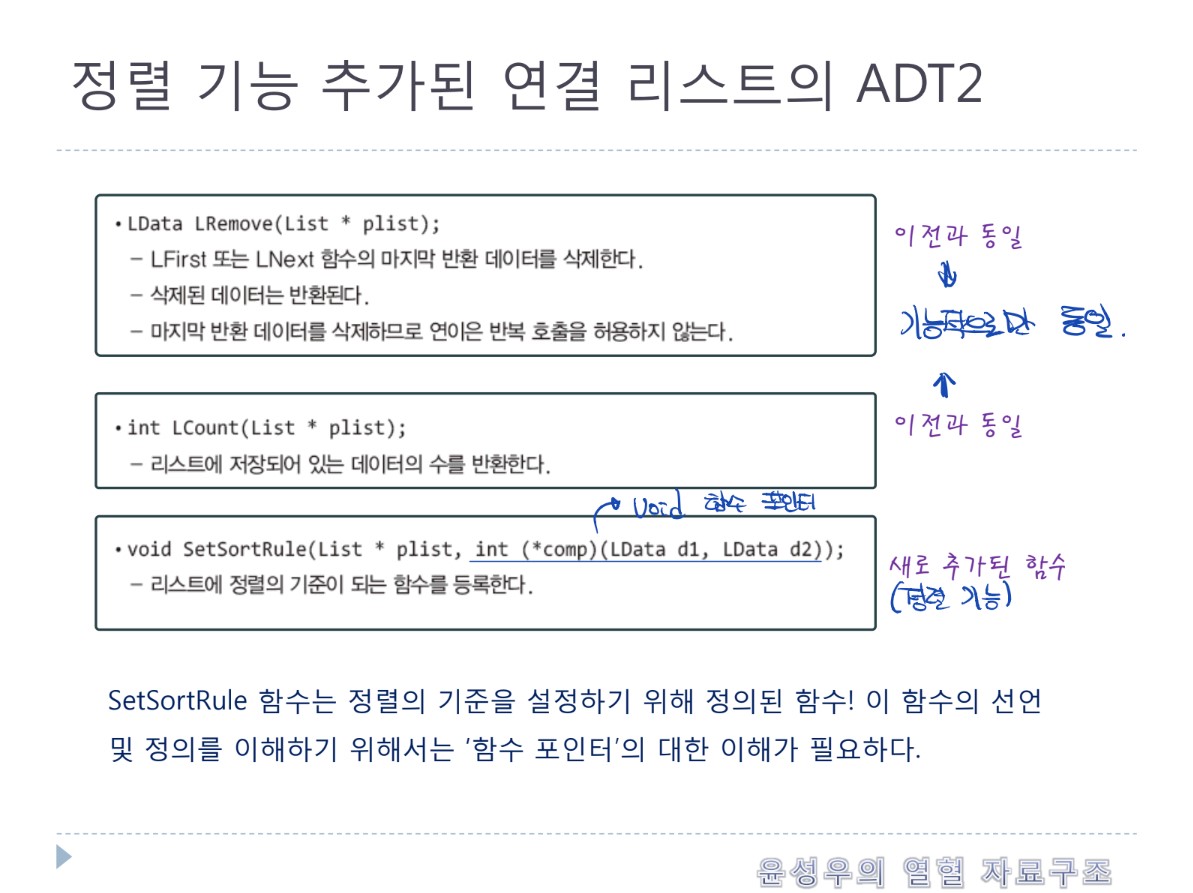 정렬 기능 추가된 연결 리스트의 ADT2
• LData LRemove(List * plist);
– LFirst 또는 LNext 함수의 마지막 반환 데이터를 삭제한다.
– 삭제된 데이터는 반환된다.
– 마지막 반환 데이터를 삭제하므로 연이은 반복 호출을 허용하지 않는다.
이전과 동일
기능적으로만 동일.
• int LCount(List * plist);
– 리스트에 저장되어 있는 데이터의 수를 반환한다.
이전과 동일
void 함수 포인터
• void SetSortRule(List * plist, int (*comp)(LData d1, LData d2));
– 리스트에 정렬의 기준이 되는 함수를 등록한다.
새로 추가된 함수
(정렬 기능)
SetSortRule 함수는 정렬의 기준을 설정하기 위해 정의된 함수! 이 함수의 선언
및 정의를 이해하기 위해서는 '함수 포인터'의 대한 이해가 필요하다.
윤성우의 열혈 자료구조